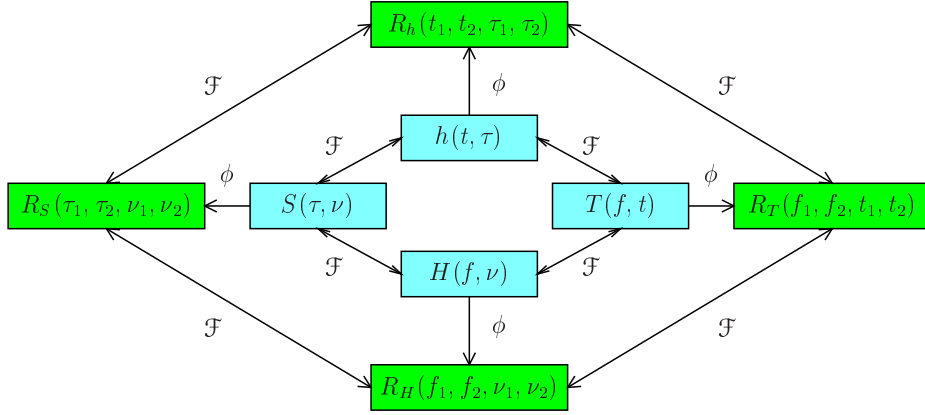 R_h(t_1, t_2, τ_1, τ_2)
ℱ
ℱ
ϕ
h(t, τ)
ℱ
ℱ
ϕ
ϕ
R_S(τ_1, τ_2, ν_1, ν_2)
S(τ, ν)
T(f, t)
R_T(f_1, f_2, t_1, t_2)
ℱ
H(f, ν)
ℱ
ℱ
ϕ
ℱ
R_H(f_1, f_2, ν_1, ν_2)